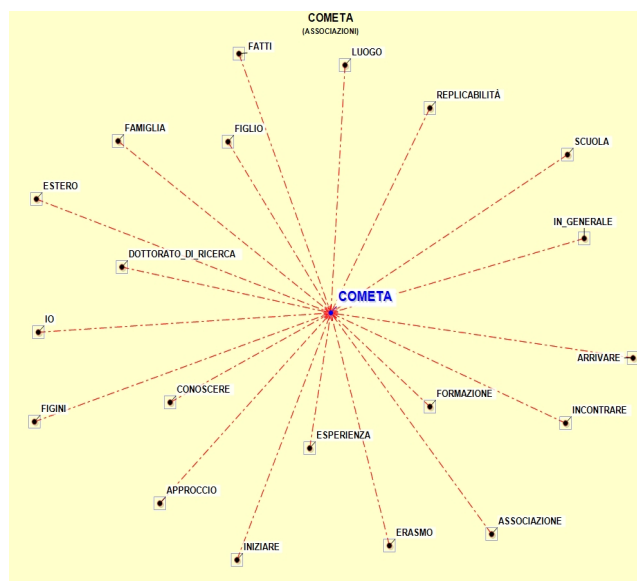 COMETA
(ASSOCIAZIONI)
FATTI
LUOGO
REPLICABILITÀ
FAMIGLIA
FIGLIO
SCUOLA
ESTERO
IN_GENERALE
DOTTORATO_DI_RICERCA
COMETA
IO
ARRIVARE
CONOSCERE
FORMAZIONE
FIGINI
INCONTRARE
ESPERIENZA
APPROCCIO
ASSOCIAZIONE
ERASMO
INIZIARE